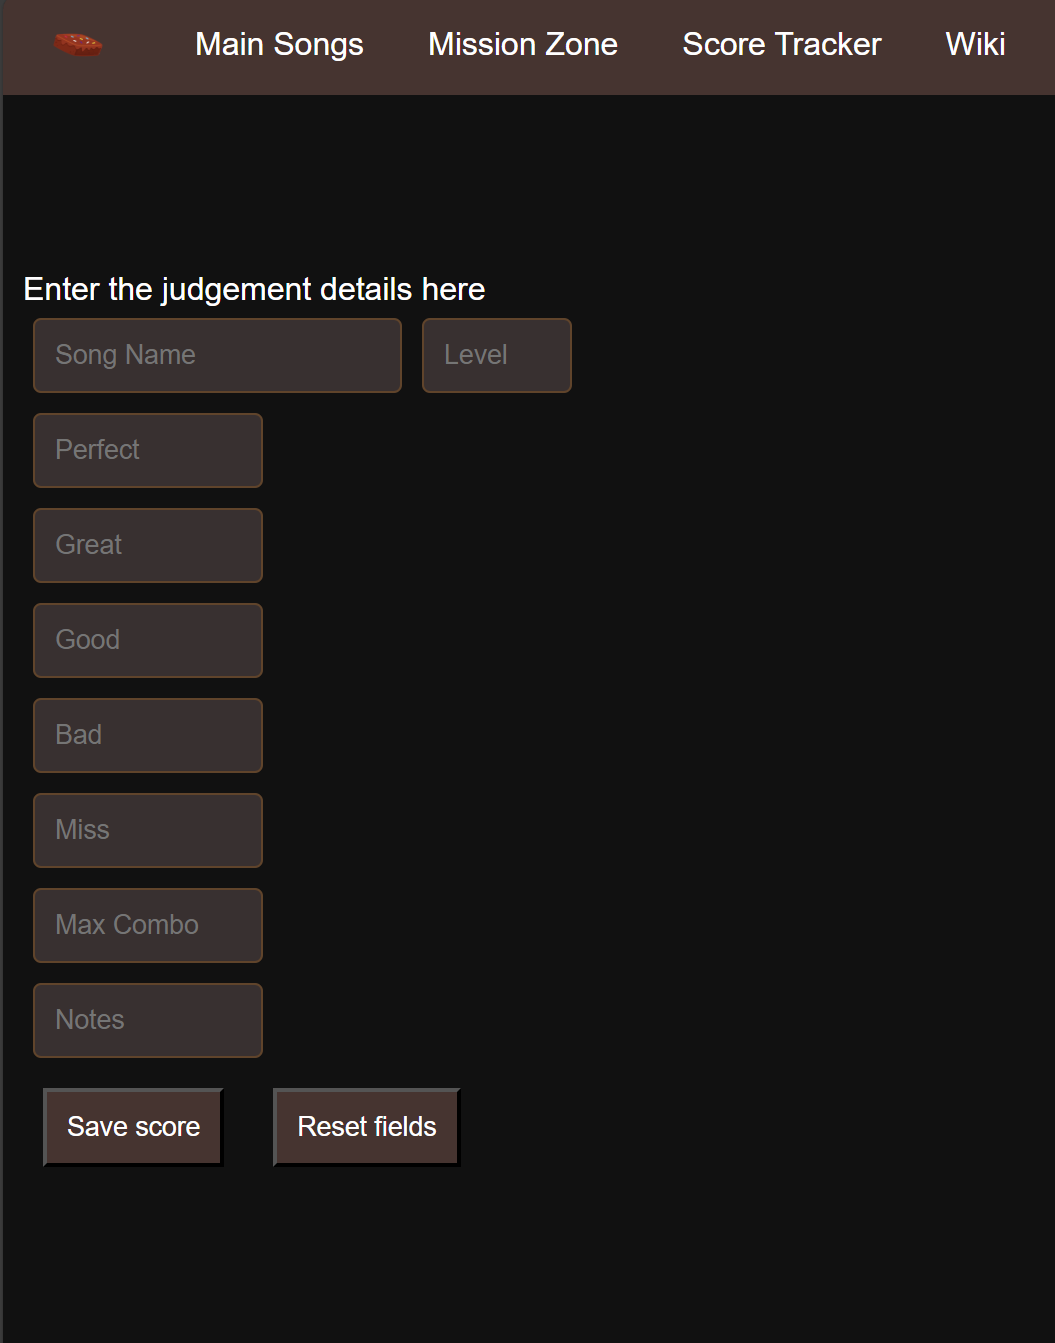 Main Songs Mission Zone Score Tracker Wiki
Enter the judgement details here
Song Name Level
Perfect
Great
Good
Bad
Miss
Max Combo
Notes
Save score Reset fields